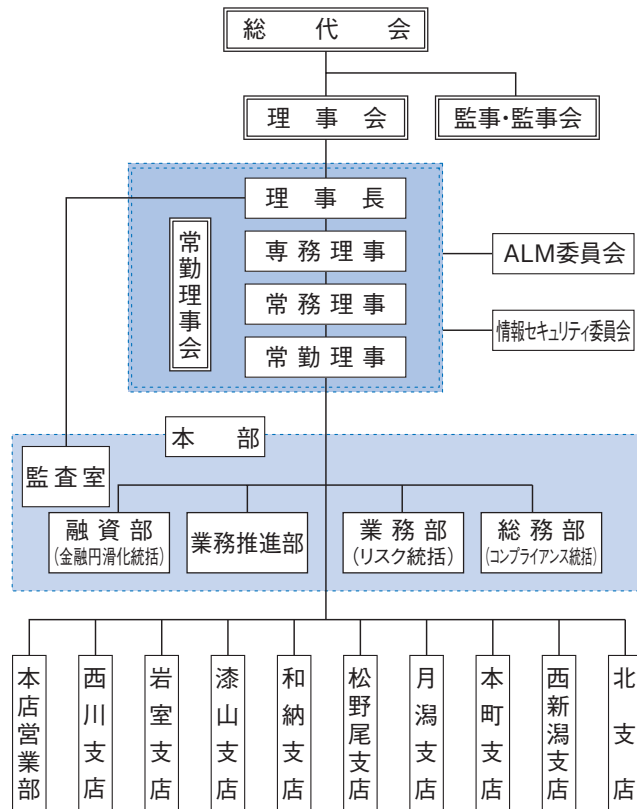 総代会
理事会
監事・監事会
理事長
常勤理事会
専務理事
常務理事
常勤理事
ALM委員会
情報セキュリティ委員会
本部
監査室
融資部
(金融円滑化統括)
業務推進部
業務部
(リスク統括)
総務部
(コンプライアンス統括)
本店営業部
西川支店
岩室支店
漆山支店
和納支店
松野尾支店
月潟支店
本町支店
西新潟支店
北支店